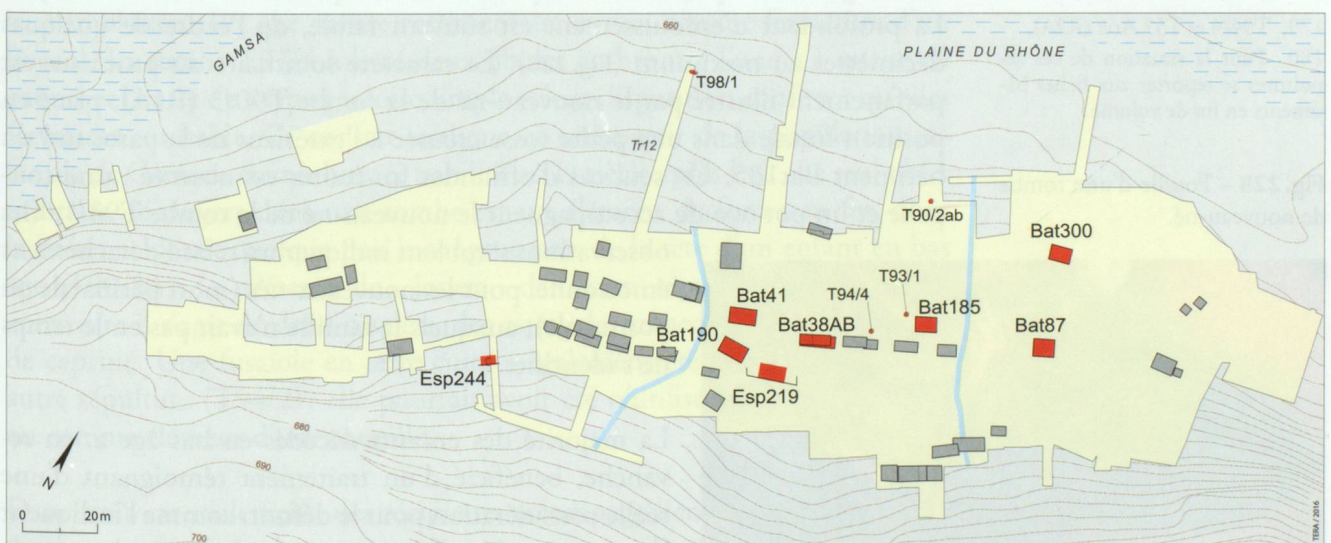 660
GAMSA
PLAINE DU RHÔNE
T98/1
Tr12
T90/2ab
Bat300
T93/1
T94/4
Bat41
Bat38AB
Bat185
Bat190
Bat87
Esp244
Esp219
680
690
700
N
0 20m
TERA / 2016